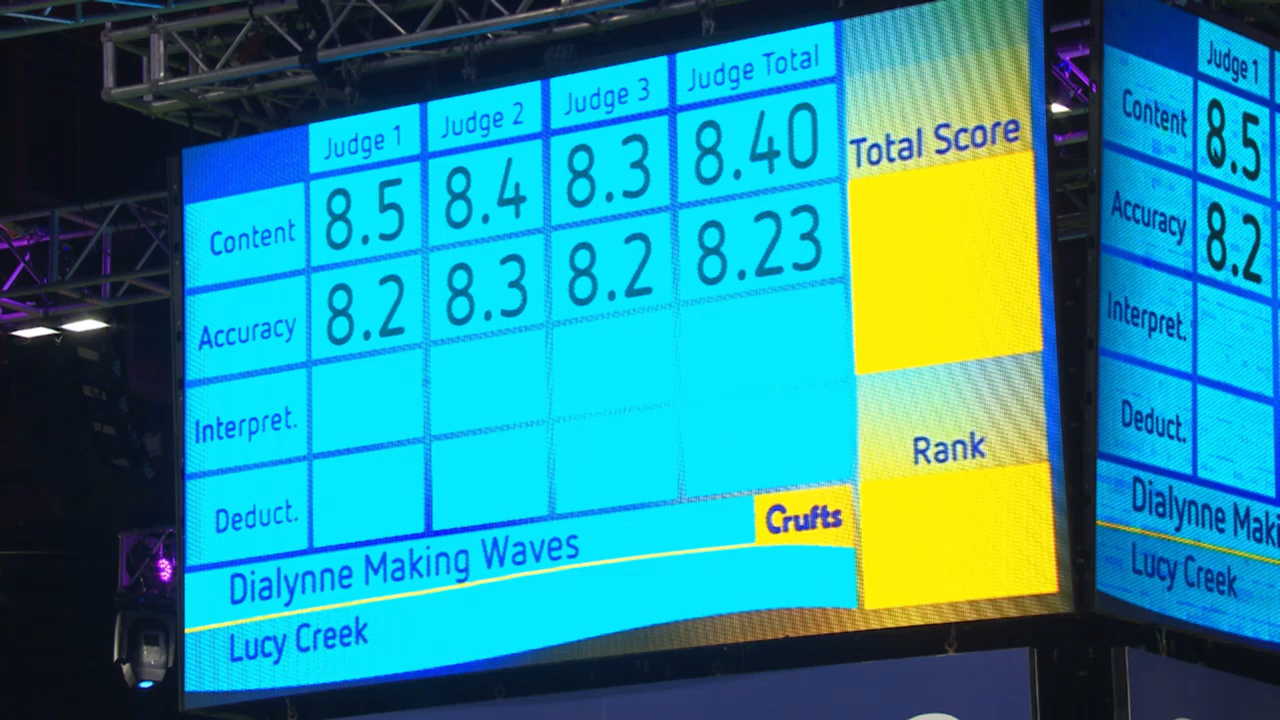 Judge 1 Judge 2 Judge 3 Judge Total
Content 8.5 8.4 8.3 8.40
Accuracy 8.2 8.3 8.2 8.23
Interpret.
Deduct.
Total Score
Rank
Crufts
Dialynne Making Waves
Lucy Creek
Judge 1
Content 8.5
Accuracy 8.2
Interpret.
Deduct.
Dialynne Maki
Lucy Creek